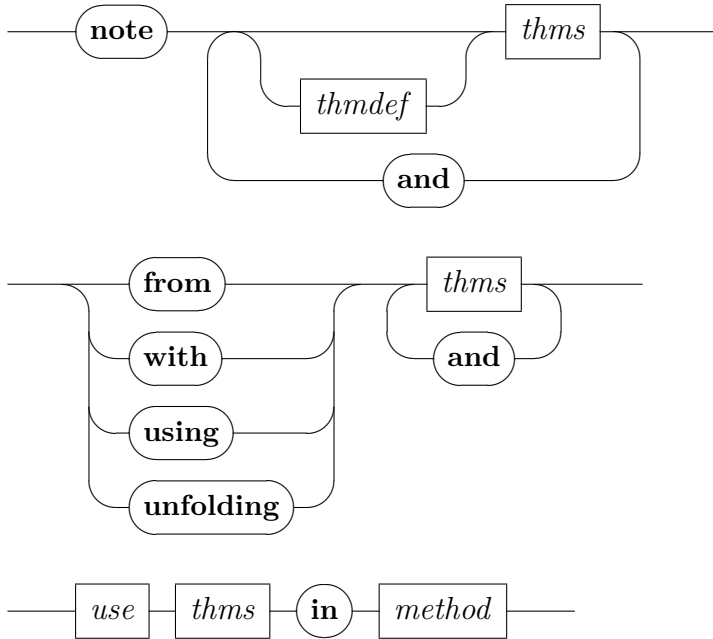 note thms
thmdef
and
from thms
with and
using
unfolding
use thms in method